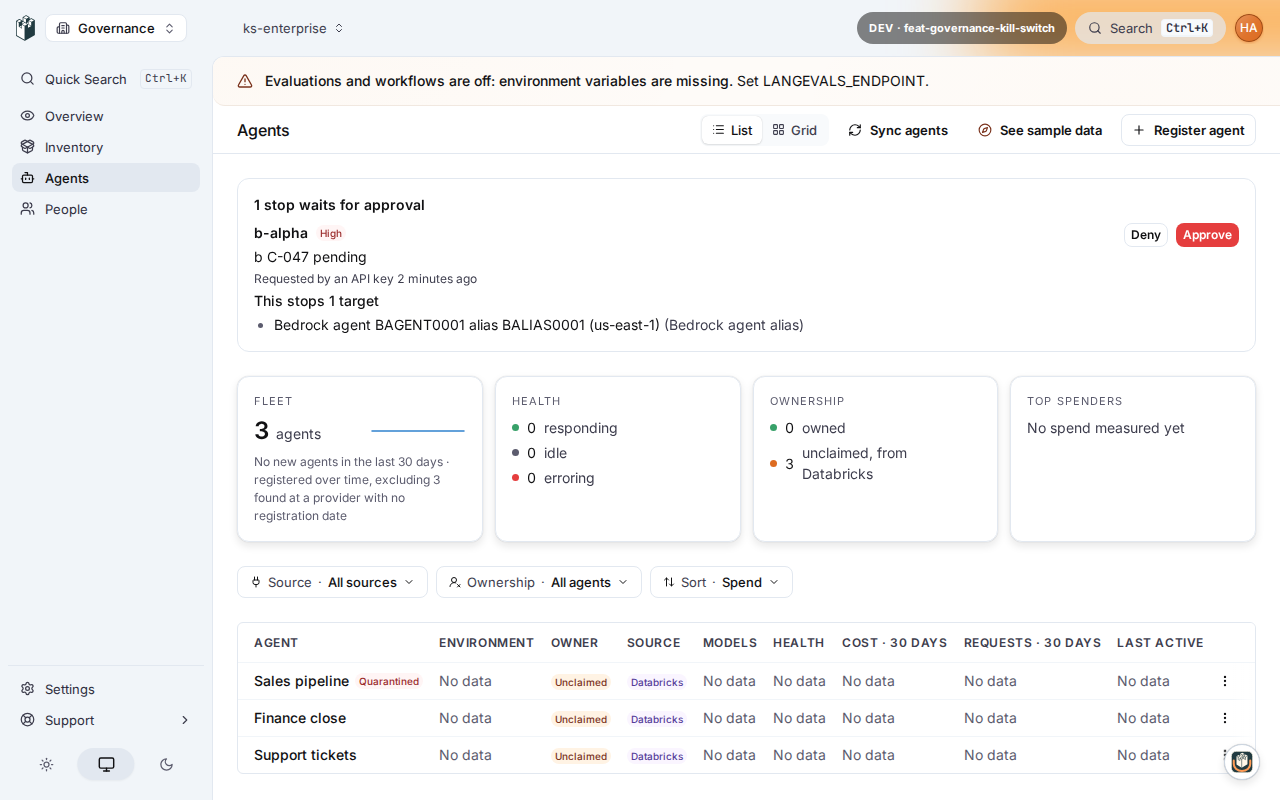 Governance
ks-enterprise
DEV · feat-governance-kill-switch
Search Ctrl+K
HA
Quick Search Ctrl+K
Overview
Inventory
Agents
People
Settings
Support
Evaluations and workflows are off: environment variables are missing. Set LANGEVALS_ENDPOINT.
Agents
List
Grid
Sync agents
See sample data
Register agent
1 stop waits for approval
b-alpha High
Deny
Approve
b C-047 pending
Requested by an API key 2 minutes ago
This stops 1 target
• Bedrock agent BAGENT0001 alias BALIAS0001 (us-east-1) (Bedrock agent alias)
FLEET
3 agents
No new agents in the last 30 days ·
registered over time, excluding 3
found at a provider with no
registration date
HEALTH
0 responding
0 idle
0 erroring
OWNERSHIP
0 owned
3 unclaimed, from
Databricks
TOP SPENDERS
No spend measured yet
Source · All sources
Ownership · All agents
Sort · Spend
AGENT ENVIRONMENT OWNER SOURCE MODELS HEALTH COST · 30 DAYS REQUESTS · 30 DAYS LAST ACTIVE
Sales pipeline Quarantined No data Unclaimed Databricks No data No data No data No data No data
Finance close No data Unclaimed Databricks No data No data No data No data No data
Support tickets No data Unclaimed Databricks No data No data No data No data No data